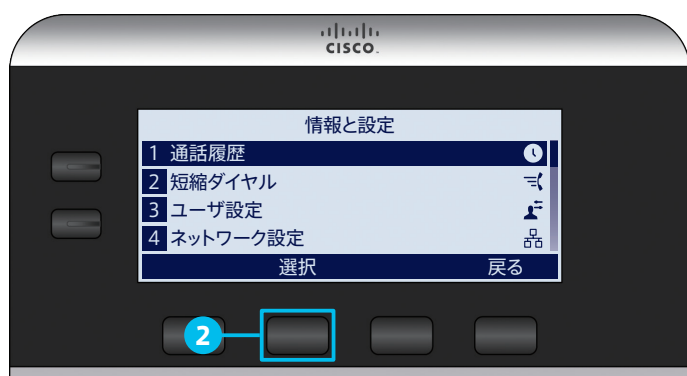 CISCO
情報と設定
1 通話履歴
2 短縮ダイヤル
3 ユーザ設定
4 ネットワーク設定
選択 戻る
2